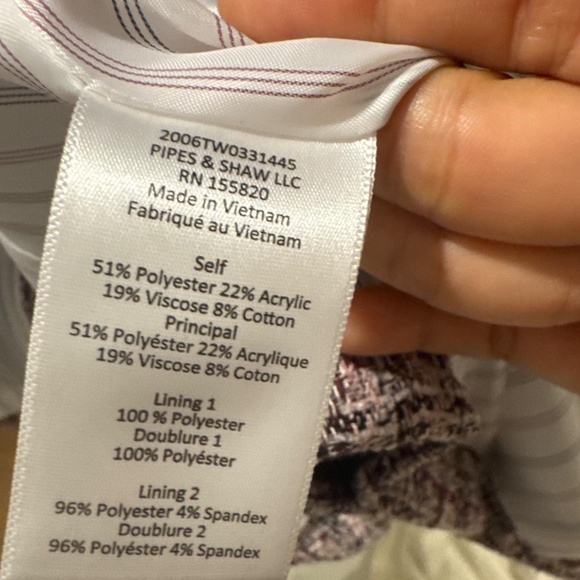 2006TW0331445
PIPES & SHAW LLC
RN 155820
Made in Vietnam
Fabriqué au Vietnam
Self
51% Polyester 22% Acrylic
19% Viscose 8% Cotton
Principal
51% Polyéster 22% Acrylique
19% Viscose 8% Coton
Lining 1
100 % Polyester
Doublure 1
100% Polyéster
Lining 2
96% Polyester 4% Spandex
Doublure 2
96% Polyéster 4% Spandex